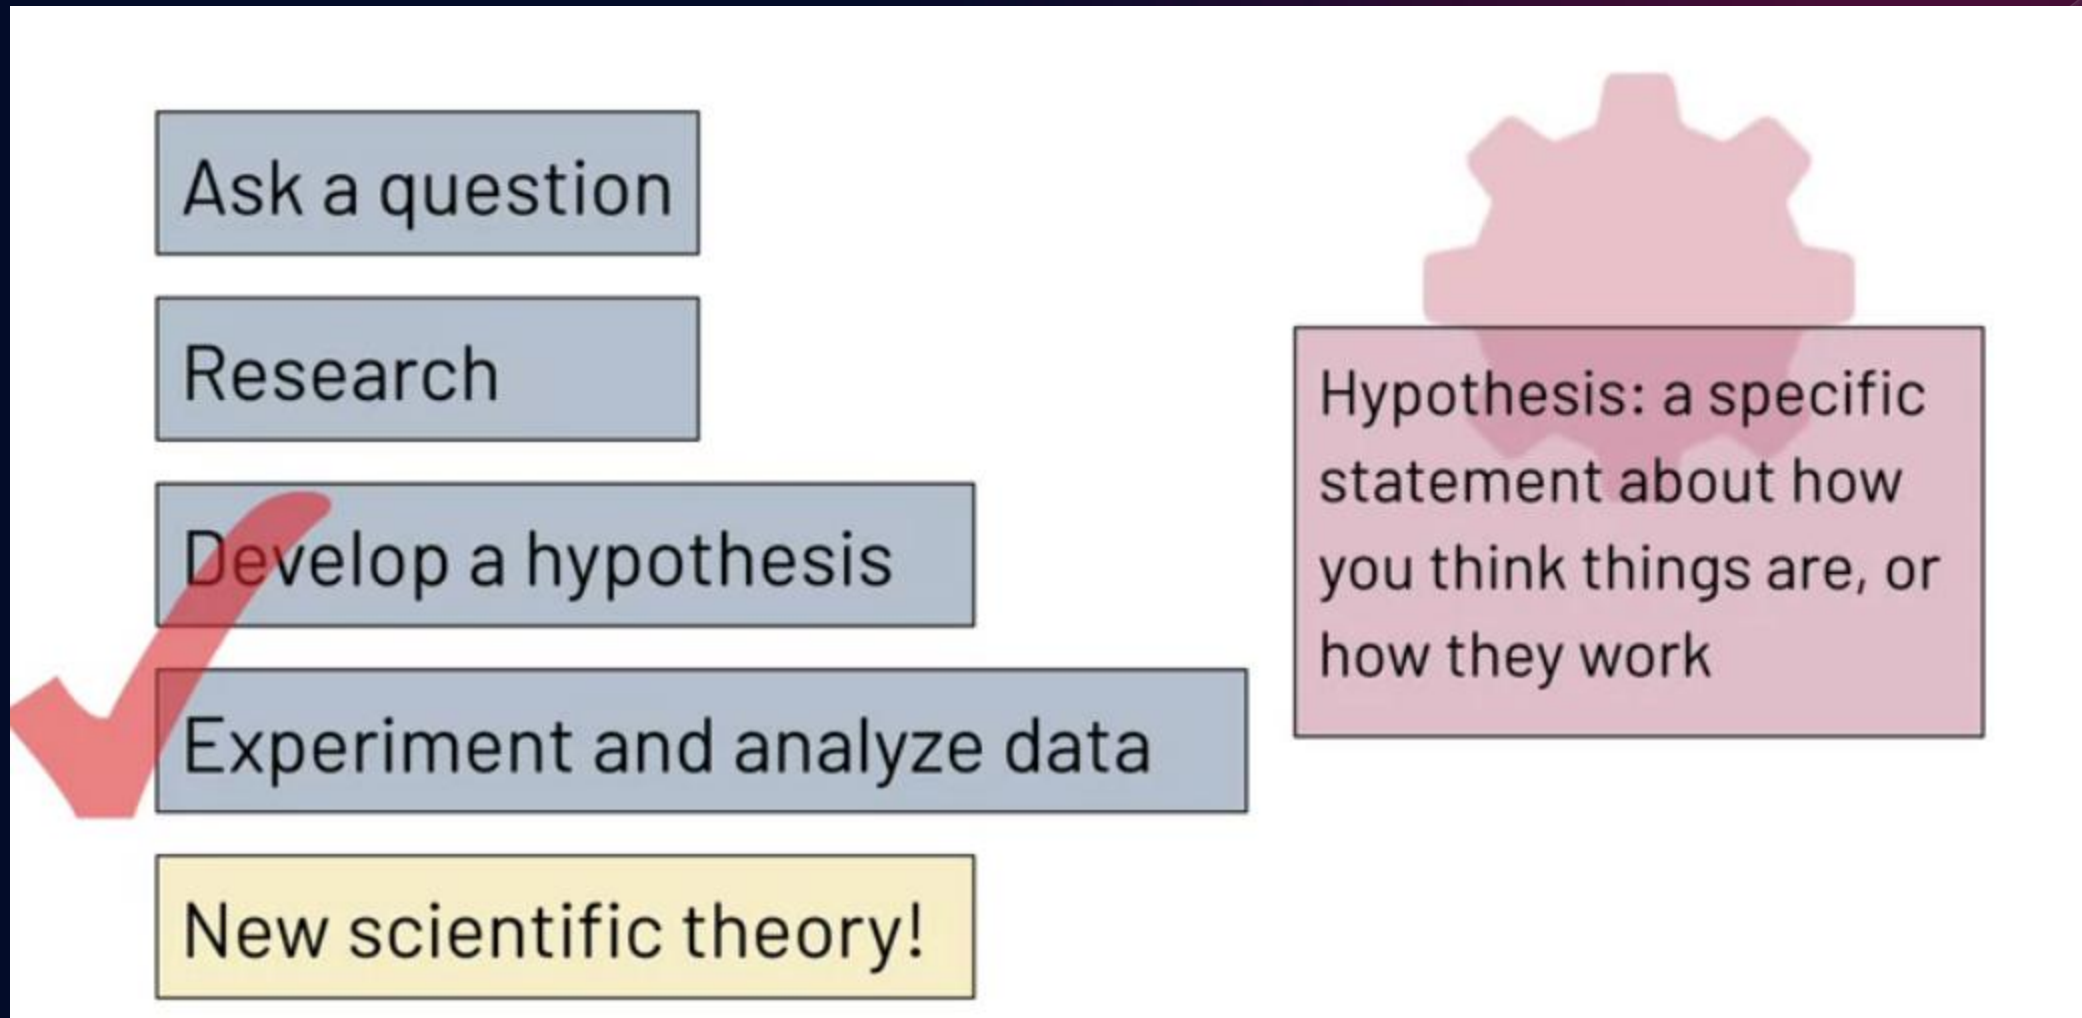 Ask a question
Research
Develop a hypothesis
Experiment and analyze data
New scientific theory!
Hypothesis: a specific
statement about how
you think things are, or
how they work